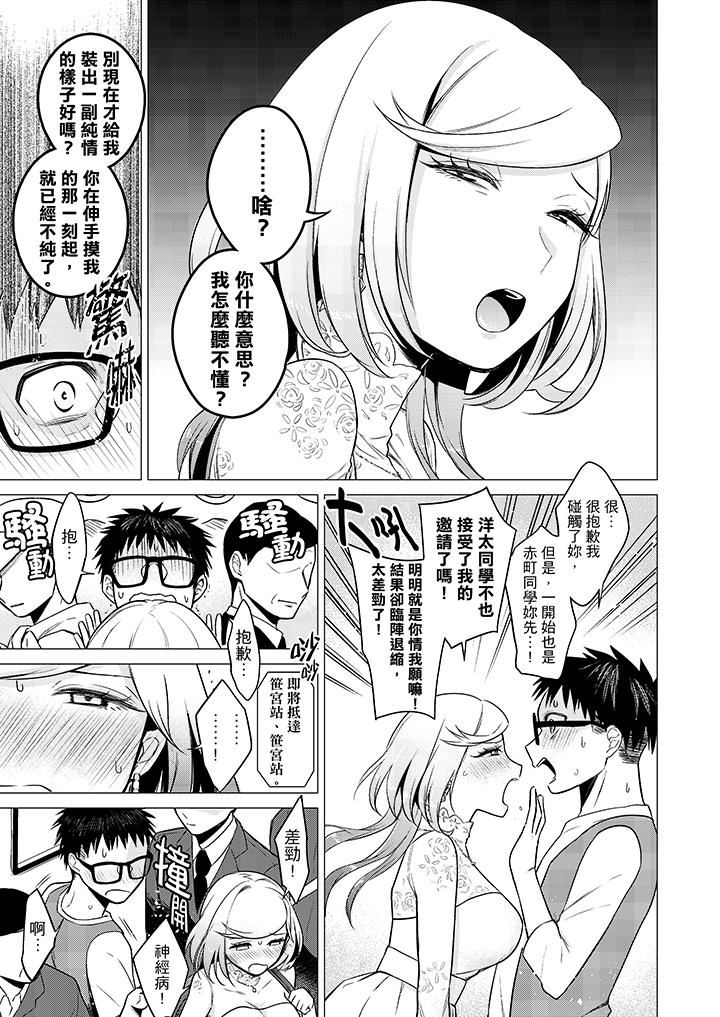 ………啥？
你什麼意思？
我怎麼聽不懂？
別現在才給我
裝出一副純情
的樣子好嗎？
你在伸手摸我
的那一刻起，
就已經不純了。
驚
嚇
很…
很抱歉我
碰觸了妳，
但是，一開始也是
赤町同學妳先…！
洋太同學不也
接受了我的
邀請了嗎！
明明就是你情我願嘛！
結果卻臨陣退縮，
太差勁了！
大吼
騷動
抱…
騷動
抱歉…
吵吵
即將抵達
笹宮站、笹宮站。
……！
差勁！
撞開
神經病！
啊…